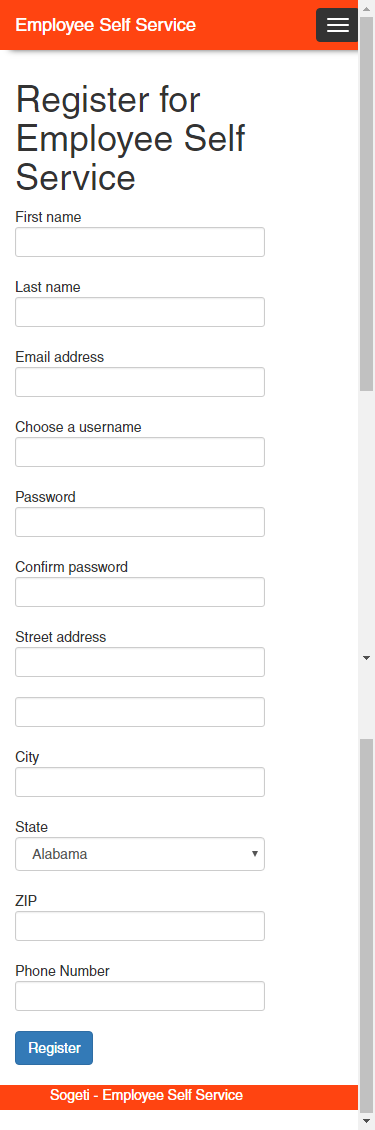 Employee Self Service
Register for
Employee Self
Service
First name
Last name
Email address
Choose a username
Password
Confirm password
Street address
City
State
Alabama
ZIP
Phone Number
Register
Sogeti - Employee Self Service